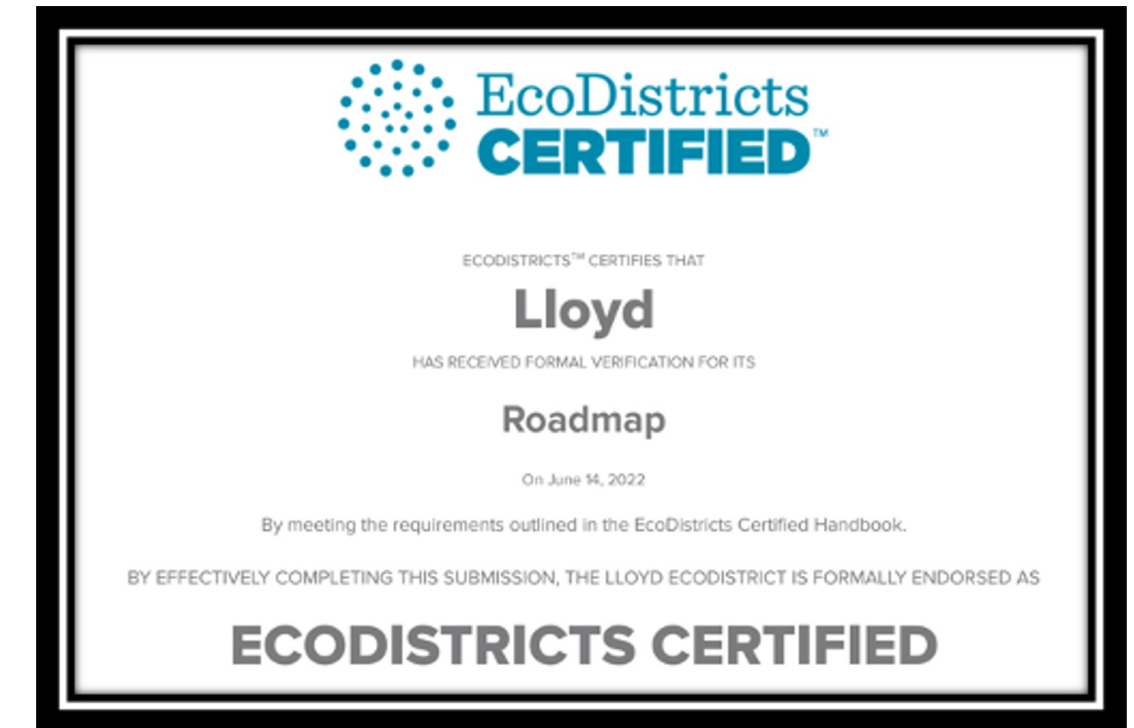 EcoDistricts
CERTIFIED™
ECODISTRICTS™ CERTIFIES THAT
Lloyd
HAS RECEIVED FORMAL VERIFICATION FOR ITS
Roadmap
On June 14, 2022
By meeting the requirements outlined in the EcoDistricts Certified Handbook.
BY EFFECTIVELY COMPLETING THIS SUBMISSION, THE LLOYD ECODISTRICT IS FORMALLY ENDORSED AS
ECODISTRICTS CERTIFIED